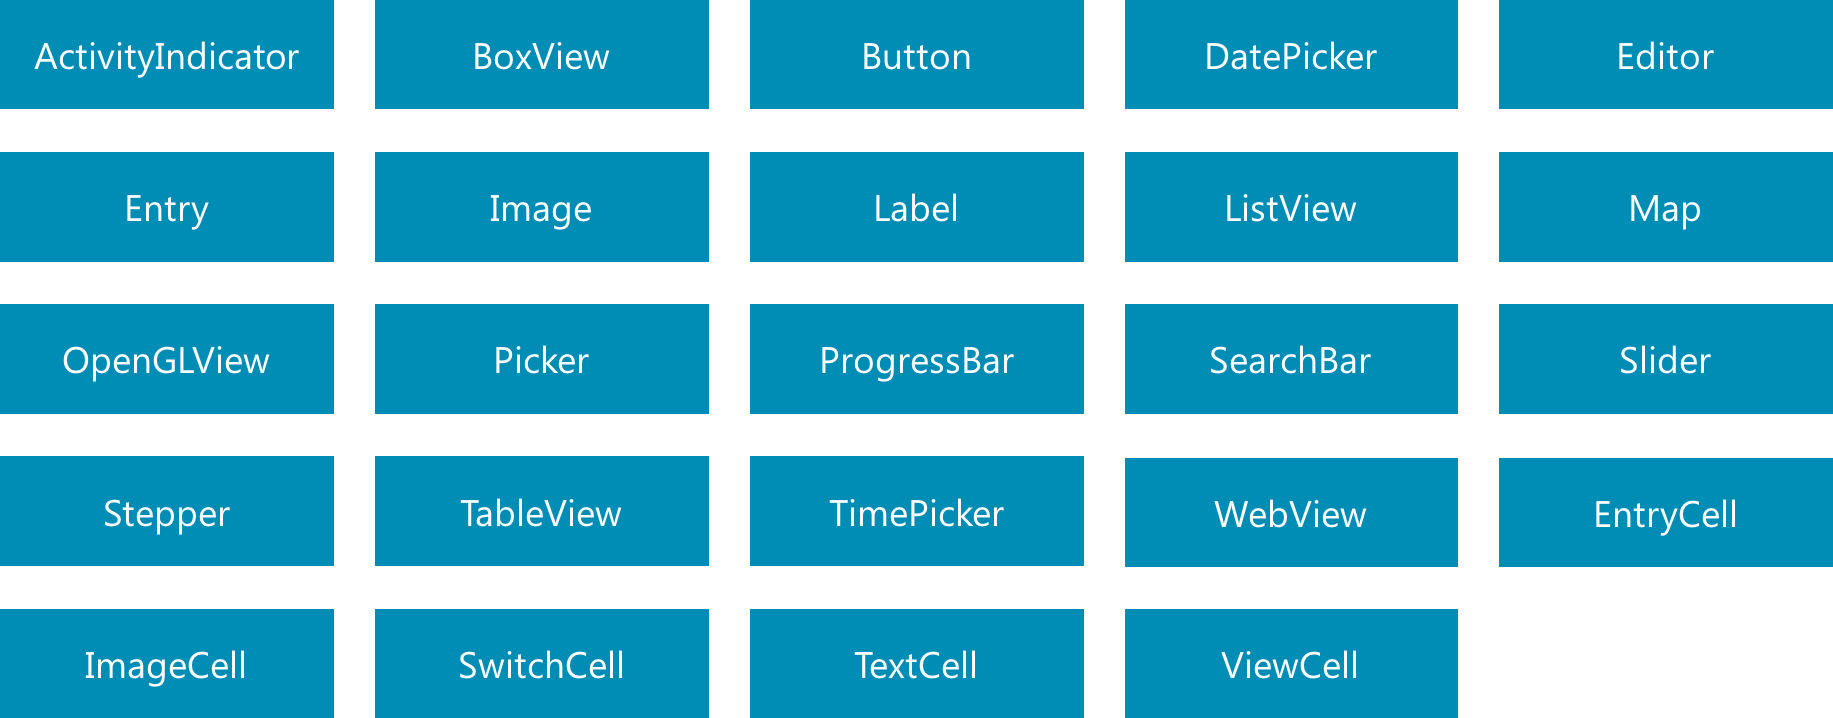 ActivityIndicator
BoxView
Button
DatePicker
Editor
Entry
Image
Label
ListView
Map
OpenGLView
Picker
ProgressBar
SearchBar
Slider
Stepper
TableView
TimePicker
WebView
EntryCell
ImageCell
SwitchCell
TextCell
ViewCell